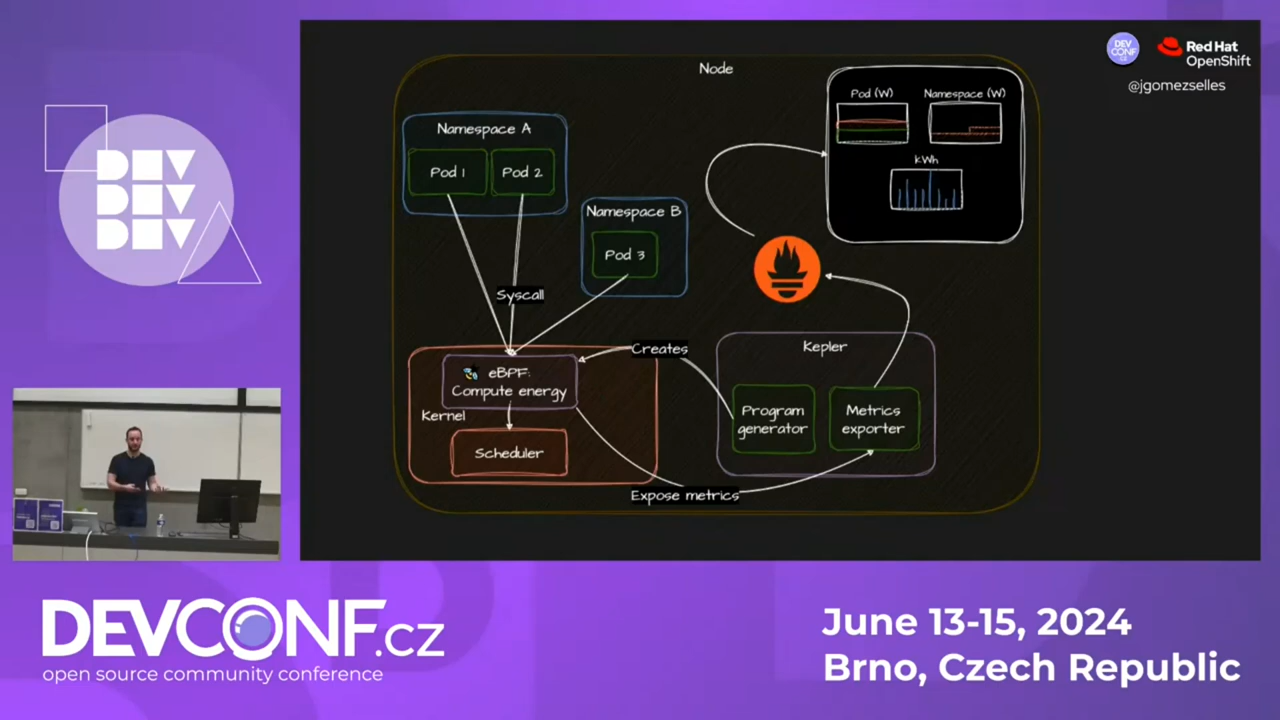 DEV
DEV
DEV
DEV
CONF
CZ
Red Hat
OpenShift
@jgomezselles
Node
Namespace A
Pod 1
Pod 2
Namespace B
Pod 3
Syscall
Pod (W)
Namespace (W)
kWh
Creates
Kepler
eBPF:
Compute energy
Kernel
Scheduler
Program
generator
Metrics
exporter
Expose metrics
DEVCONF.cz
open source community conference
June 13-15, 2024
Brno, Czech Republic